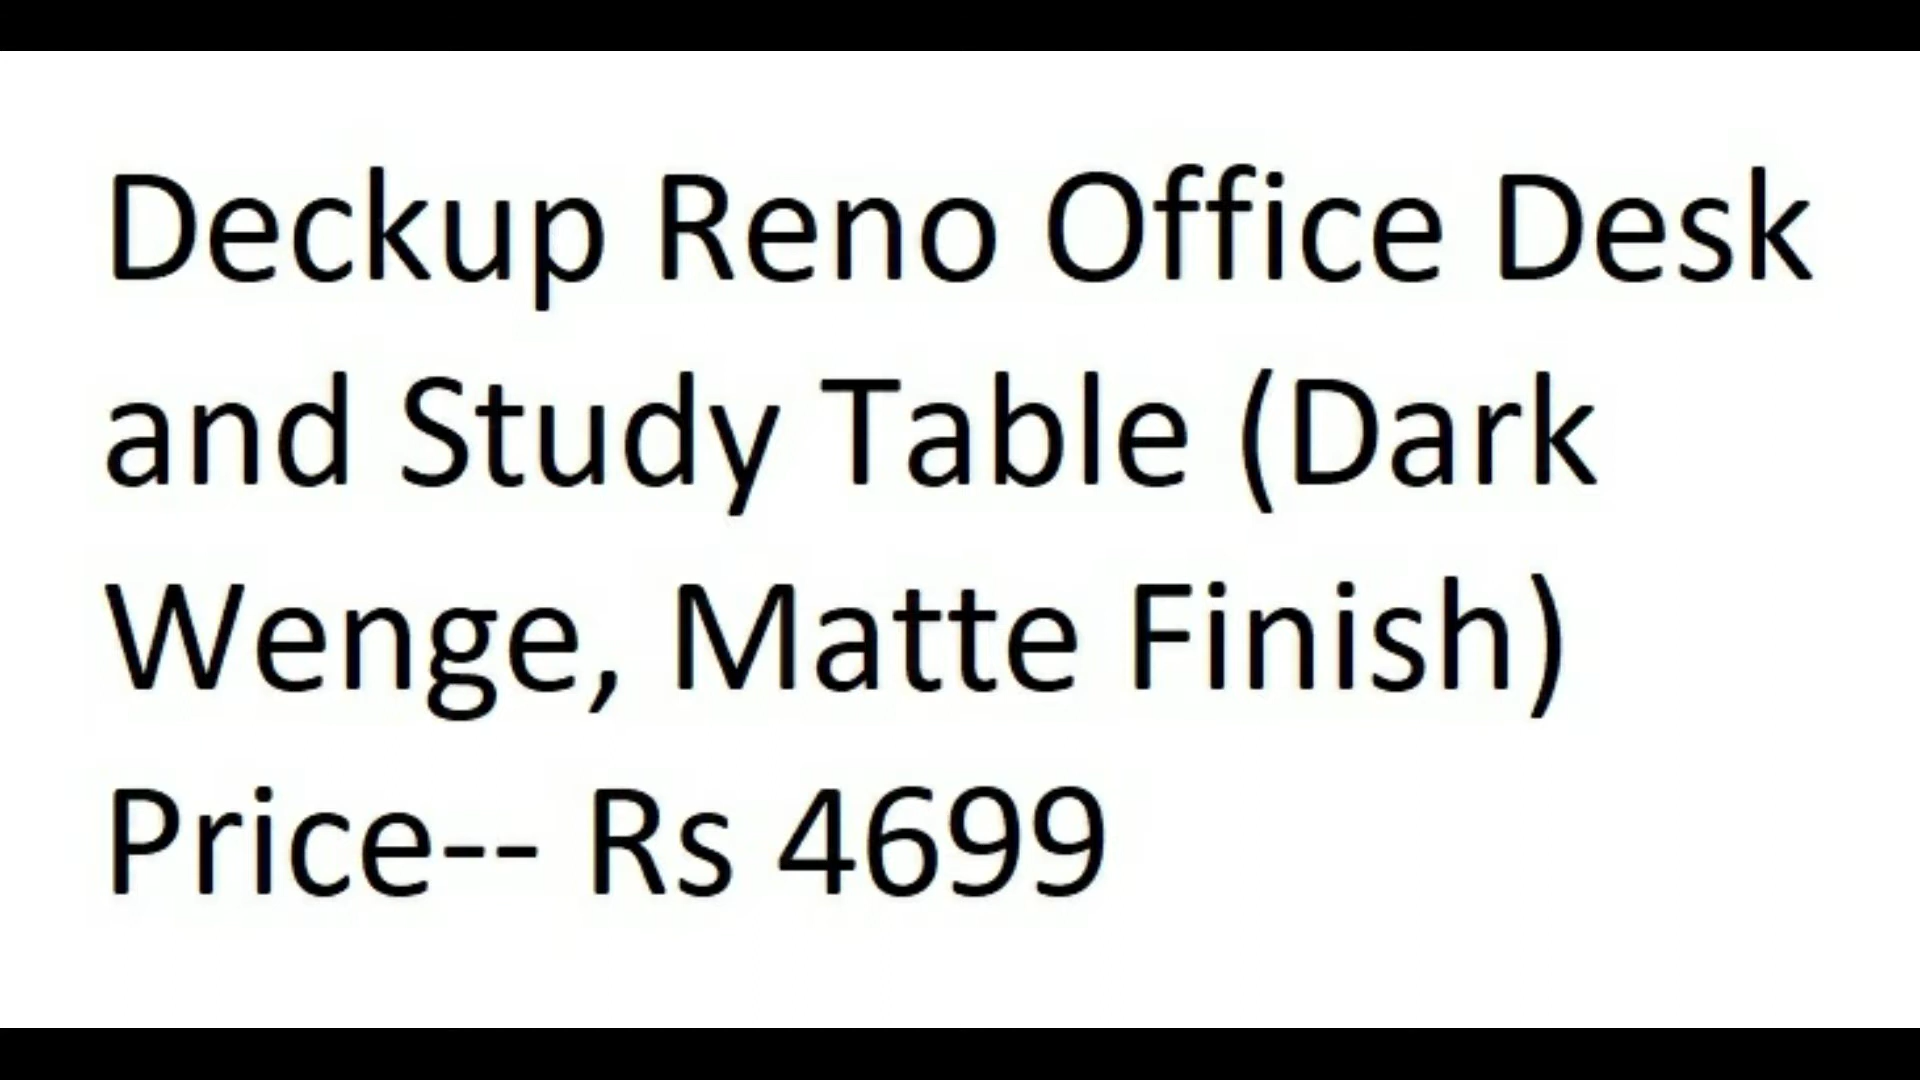 Deckup Reno Office Desk
and Study Table (Dark
Wenge, Matte Finish)
Price-- Rs 4699